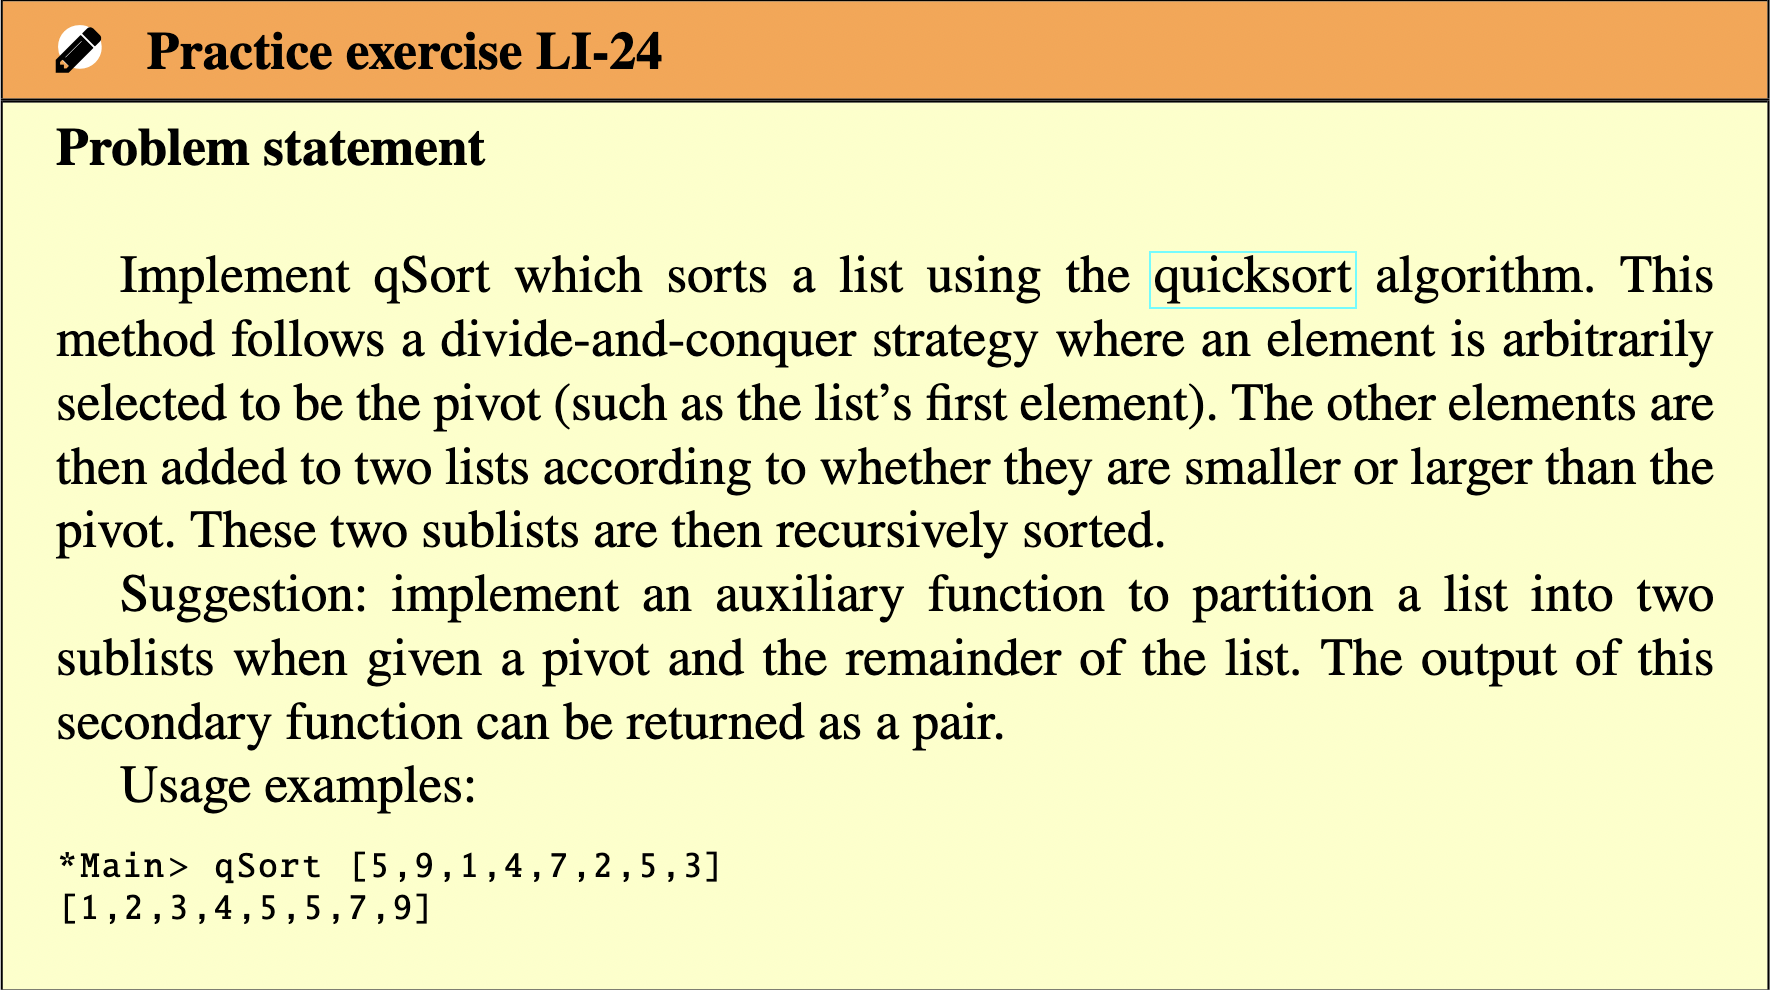 Practice exercise LI-24
Problem statement
Implement qSort which sorts a list using the quicksort algorithm. This
method follows a divide-and-conquer strategy where an element is arbitrarily
selected to be the pivot (such as the list’s first element). The other elements are
then added to two lists according to whether they are smaller or larger than the
pivot. These two sublists are then recursively sorted.
Suggestion: implement an auxiliary function to partition a list into two
sublists when given a pivot and the remainder of the list. The output of this
secondary function can be returned as a pair.
Usage examples:
*Main> qSort [5,9,1,4,7,2,5,3]
[1,2,3,4,5,5,7,9]